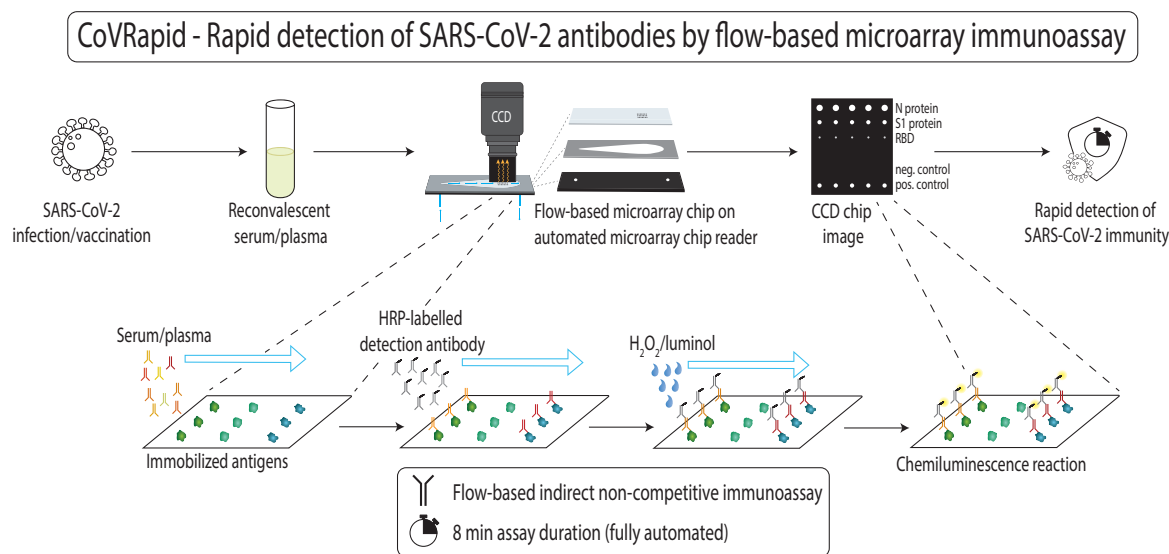 CoVRapid - Rapid detection of SARS-CoV-2 antibodies by flow-based microarray immunoassay
CCD
N protein
S1 protein
RBD
neg. control
pos. control
SARS-CoV-2
infection/vaccination
Reconvalescent
serum/plasma
Flow-based microarray chip on
automated microarray chip reader
CCD chip
image
Rapid detection of
SARS-CoV-2 immunity
Serum/plasma
HRP-labelled
detection antibody
H₂O₂/luminol
Immobilized antigens
Chemiluminescence reaction
Flow-based indirect non-competitive immunoassay
8 min assay duration (fully automated)